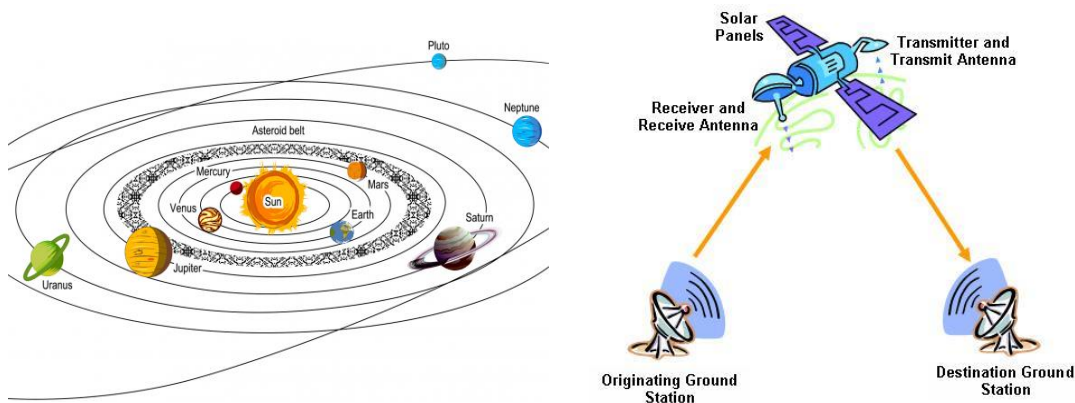 Pluto
Neptune
Asteroid belt
Mercury
Mars
Sun
Venus
Earth
Saturn
Jupiter
Uranus
Solar
Panels
Transmitter and
Transmit Antenna
Receiver and
Receive Antenna
Originating Ground
Station
Destination Ground
Station